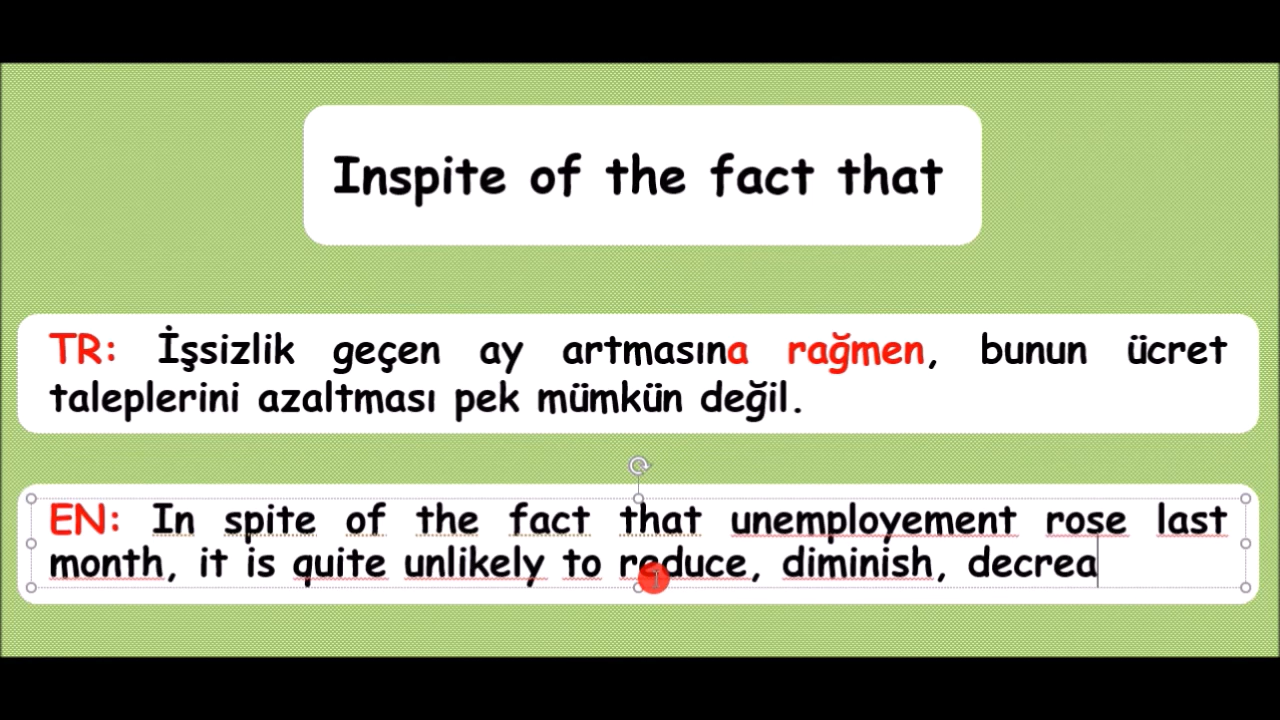 Inspite of the fact that
TR: İşsizlik geçen ay artmasına rağmen, bunun ücret
taleplerini azaltması pek mümkün değil.
EN: In spite of the fact that unemployement rose last
month, it is quite unlikely to reduce, diminish, decrea